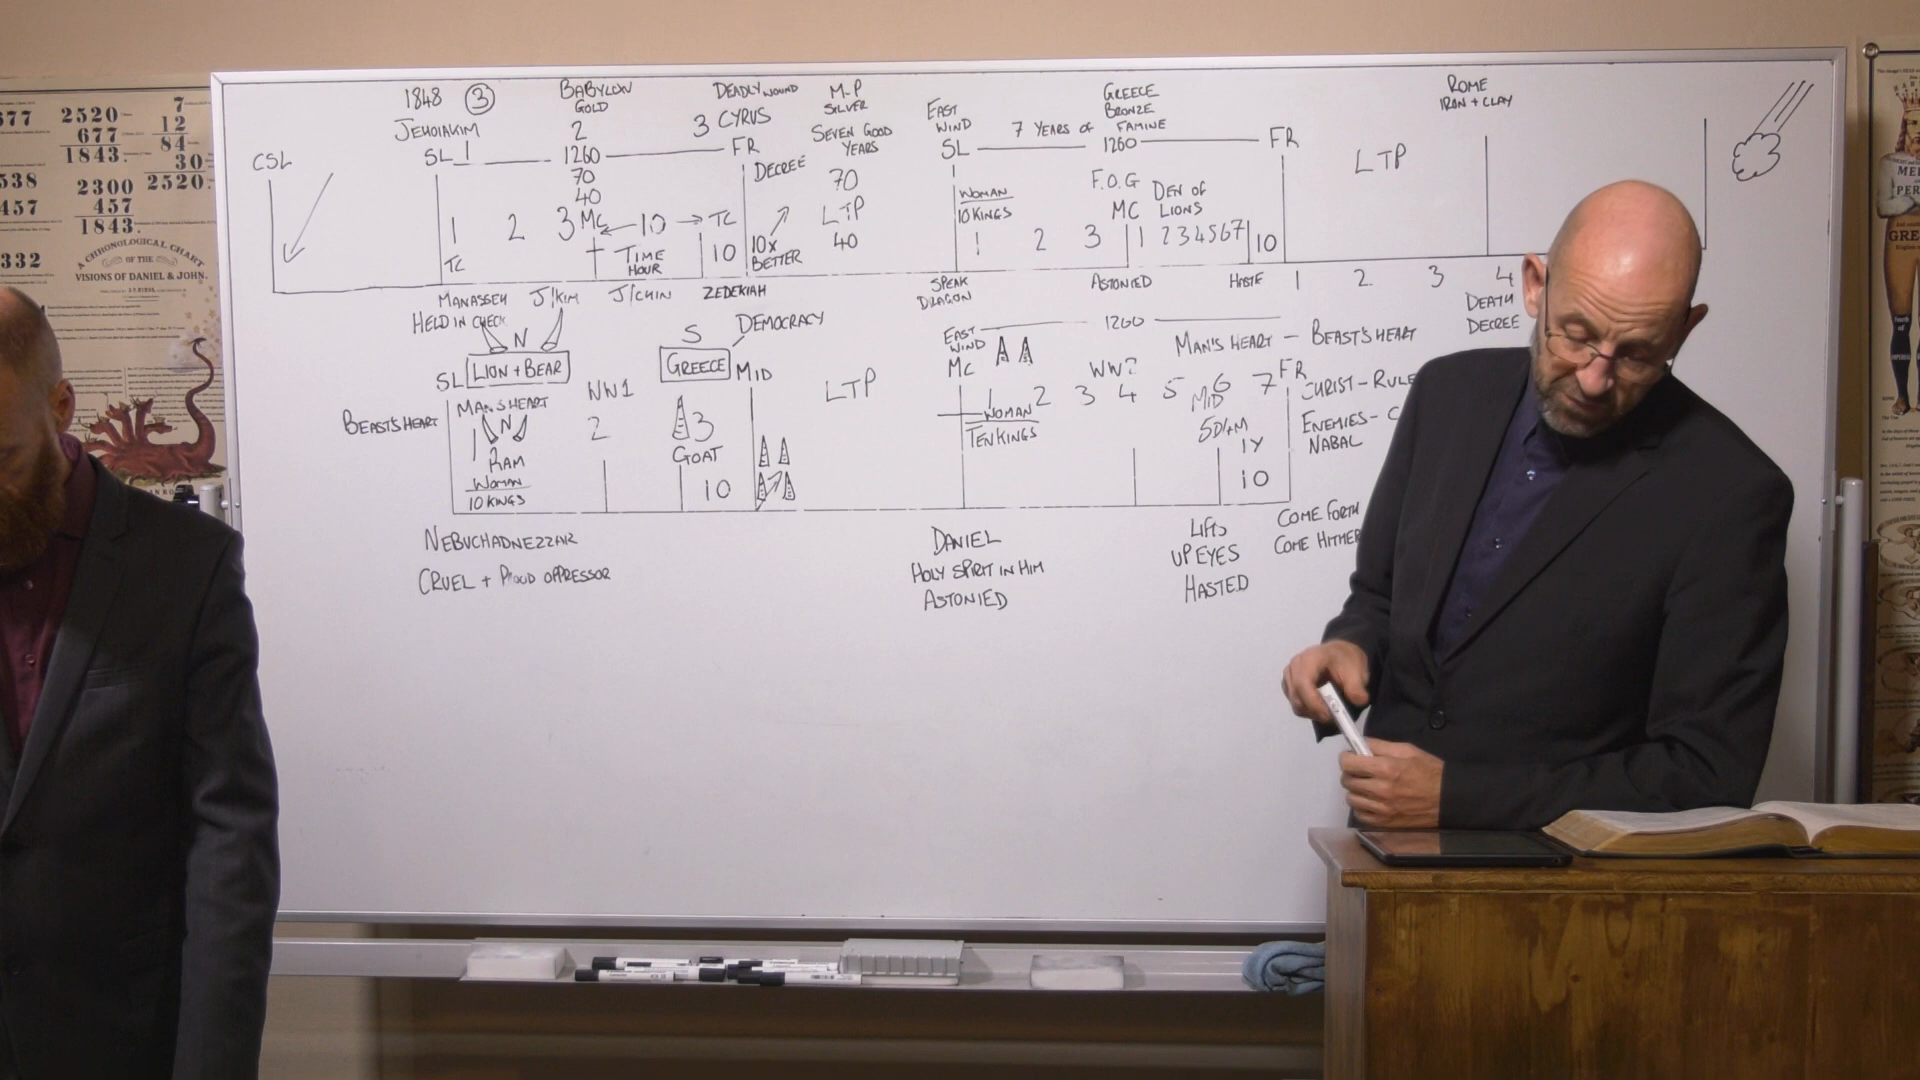 2520
677
1843.
7
12
84
30
2520.
2300
457
1843.
677
538
457
332
A CHRONOLOGICAL CHART
OF THE
VISIONS OF DANIEL & JOHN.
1848 3
JEHOIAKIM
BABYLON
GOLD
2
DEADLY WOUND
3 CYRUS
M-P
SILVER
SEVEN GOOD
YEARS
EAST
WIND
7 YEARS OF FAMINE
GREECE
BRONZE
ROME
IRON + CLAY
CSL
SL 1
1260
FR
70
40
DECREE
70
LTP
40
SL
1260
FR
LTP
1 2 3 MC 10 TC
TC
TIME
HOUR
10
10X
BETTER
WOMAN
10 KINGS
F.O.G
MC
DEN OF
LIONS
1 2 3 1 2 3 4 5 6 7 10
MANASSEH J/KIM J/CHIN ZEDEKIAH
SPEAK
DRAGON
ASTONIED
HASTE
1 2 3 4
DEATH
DECREE
HELD IN CHECK
N
S
DEMOCRACY
SL LION + BEAR
GREECE MID
LTP
EAST
WIND
MC
1260
MAN'S HEART - BEAST'S HEART
BEAST'S HEART
MAN'S HEART
N
RAM
WOMAN
10 KINGS
2
3
GOAT
10
WW?
1 2 3 4 5 6 7 FR
MID
WOMAN
TEN KINGS
1Y
10
CHRIST - RULE
ENEMIES - C
NABAL
NEBUCHADNEZZAR
CRUEL + PROUD OPPRESSOR
DANIEL
HOLY SPIRIT IN HIM
ASTONIED
LIFTS
UP EYES
HASTED
COME FORTH
COME HITHER